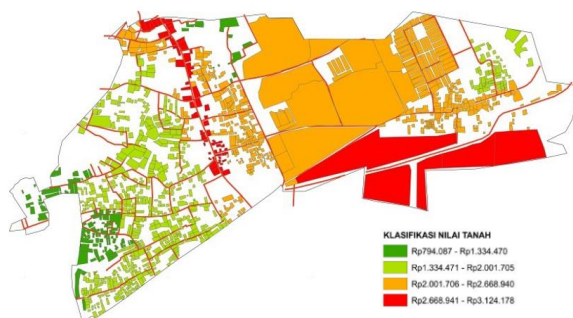 KLASIFIKASI NILAI TANAH
Rp794.087 - Rp1.334.470
Rp1.334.471 - Rp2.001.705
Rp2.001.706 - Rp2.668.940
Rp2.668.941 - Rp3.124.178